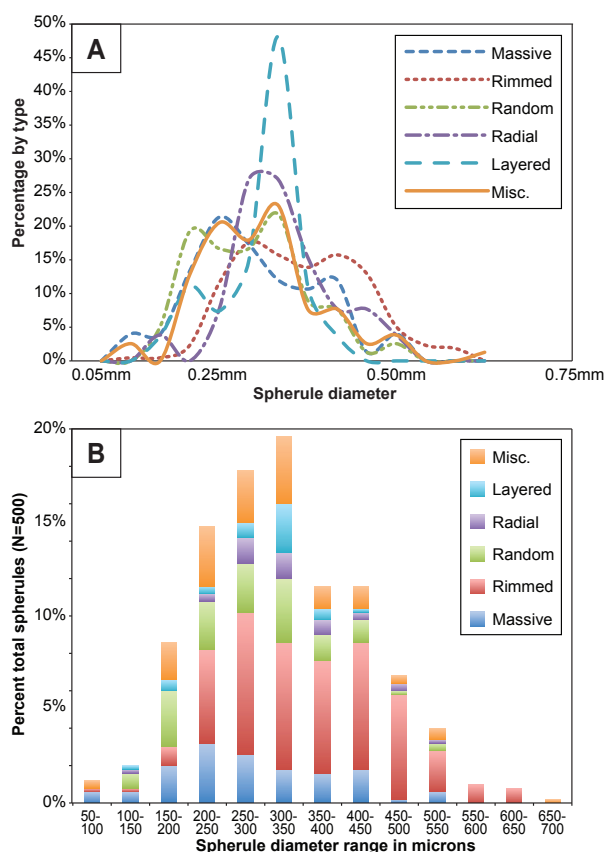 50%
45%
40%
35%
30%
25%
20%
15%
10%
5%
0%
Percentage by type
A
Massive
Rimmed
Random
Radial
Layered
Misc.
0.05mm 0.25mm 0.50mm 0.75mm
Spherule diameter
20%
15%
10%
5%
0%
Percent total spherules (N=500)
B
Misc.
Layered
Radial
Random
Rimmed
Massive
50- 100- 150- 200- 250- 300- 350- 400- 450- 500- 550- 600- 650-
100 150 200 250 300 350 400 450 500 550 600 650 700
Spherule diameter range in microns